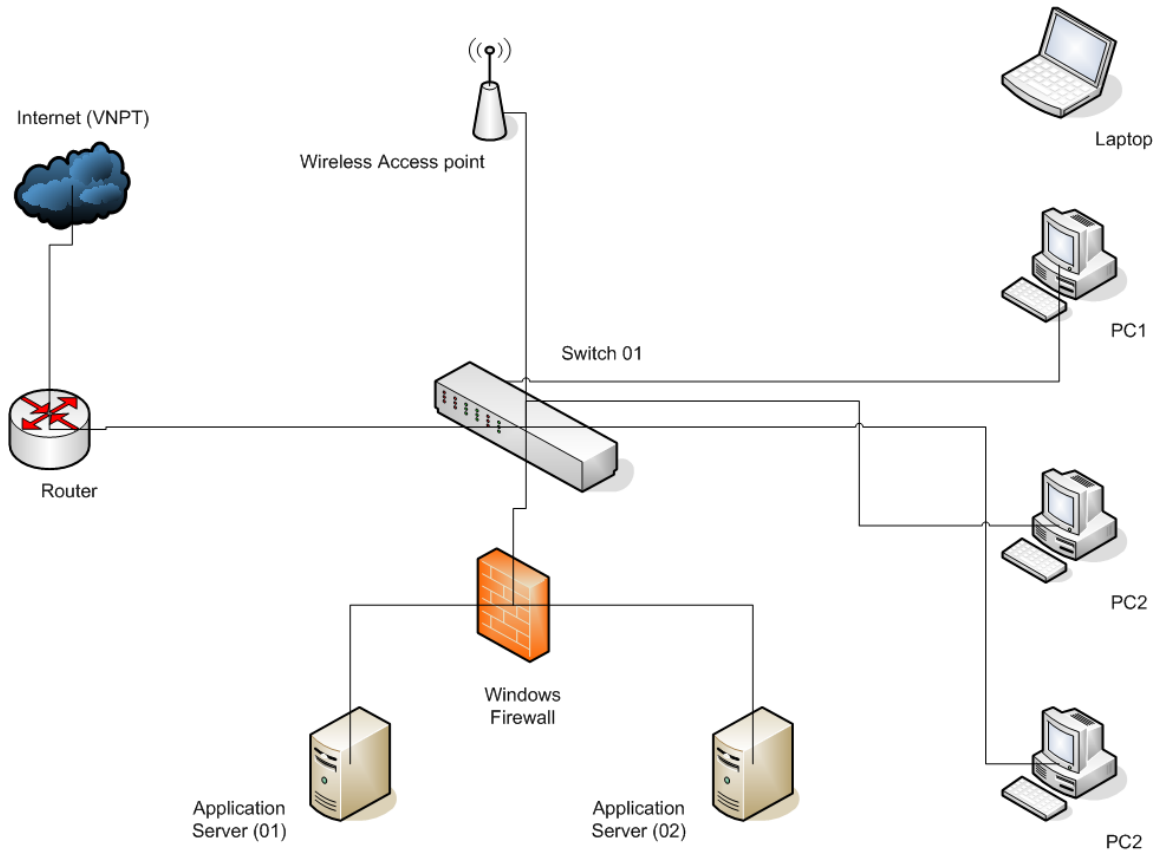 Internet (VNPT)
Wireless Access point
Laptop
PC1
Switch 01
Router
PC2
Windows
Firewall
Application
Server (01)
Application
Server (02)
PC2